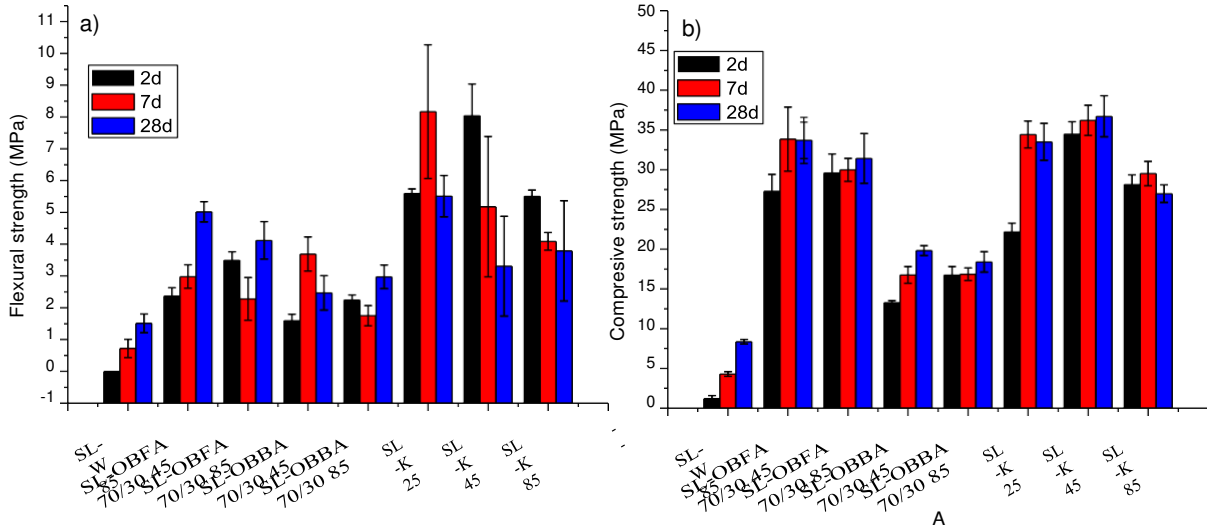 a)
2d
7d
28d
Flexural strength (MPa)
11
10
9
8
7
6
5
4
3
2
1
0
-1
SL-
W
85
SL-OBFA
70/30 45
SL-OBFA
70/30 85
SL-OBBA
70/30 45
SL-OBBA
70/30 85
SL
-K
25
SL
-K
45
SL
-K
85
b)
2d
7d
28d
Compresive strength (MPa)
50
45
40
35
30
25
20
15
10
5
0
SL-
W
85
SL-OBFA
70/30 45
SL-OBFA
70/30 85
SL-OBBA
70/30 45
SL-OBBA
70/30 85
SL
-K
25
SL
-K
45
SL
-K
85
A